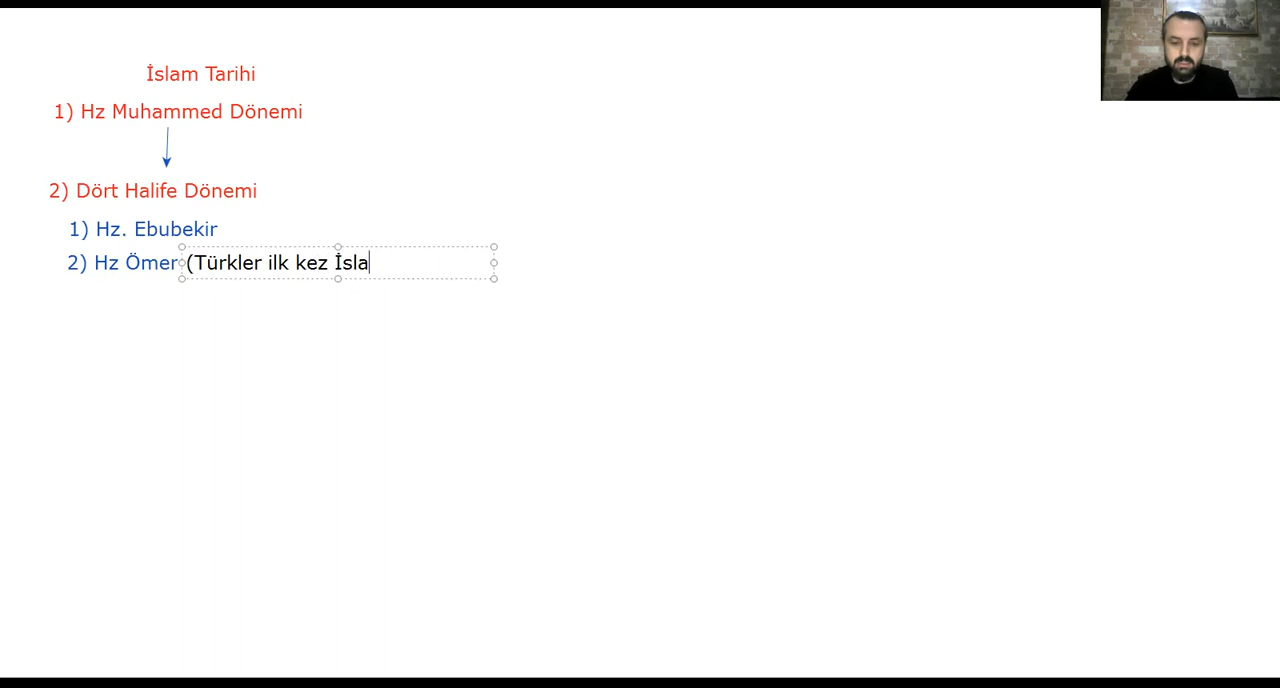 İslam Tarihi
1) Hz Muhammed Dönemi
2) Dört Halife Dönemi
1) Hz. Ebubekir
2) Hz Ömer (Türkler ilk kez İsla